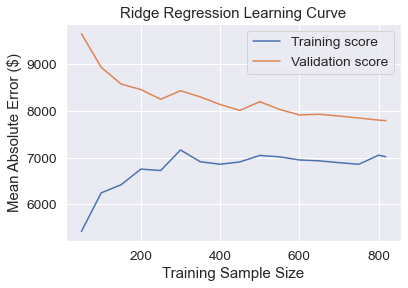 Ridge Regression Learning Curve
Training score
Validation score
Mean Absolute Error ($)
9000
8000
7000
6000
200
400
600
800
Training Sample Size